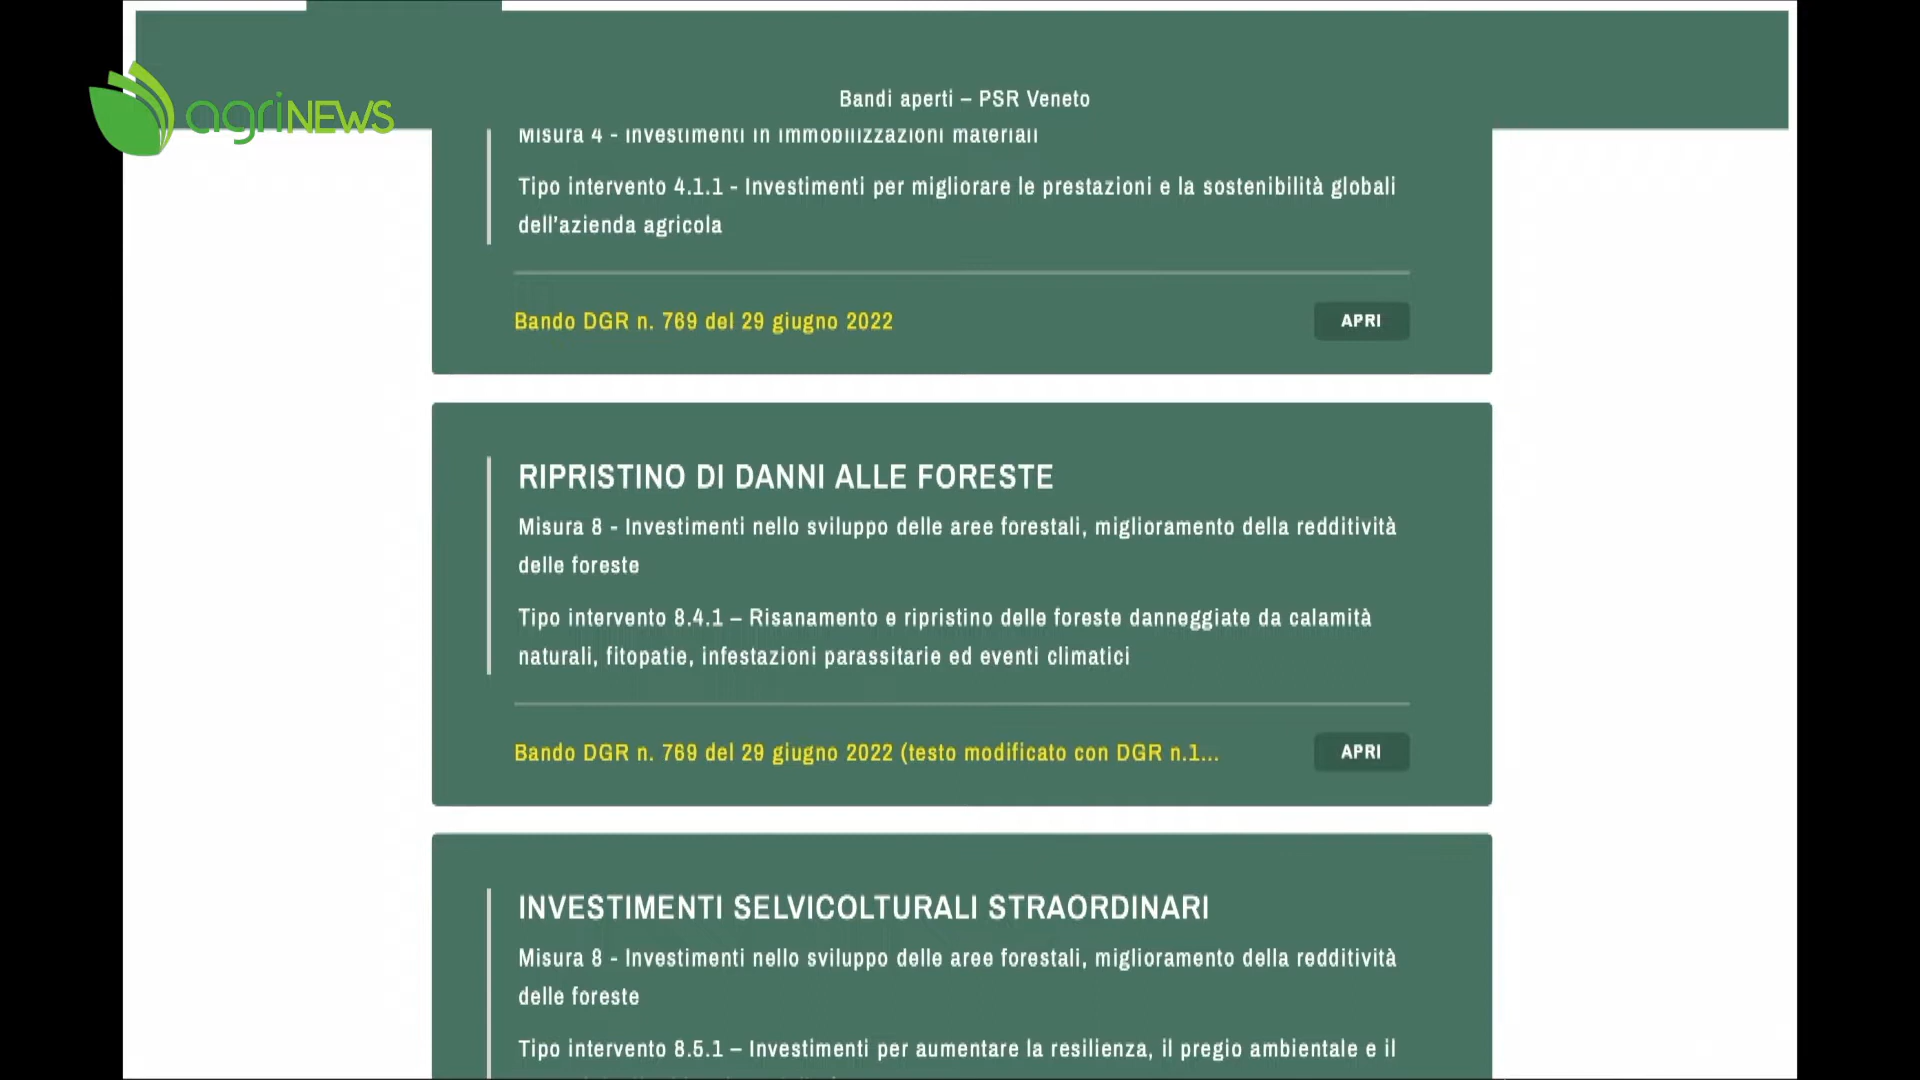 agriNEWS
Bandi aperti – PSR Veneto
Misura 4 - Investimenti in immobilizzazioni materiali
Tipo intervento 4.1.1 - Investimenti per migliorare le prestazioni e la sostenibilità globali
dell'azienda agricola
Bando DGR n. 769 del 29 giugno 2022
APRI
RIPRISTINO DI DANNI ALLE FORESTE
Misura 8 - Investimenti nello sviluppo delle aree forestali, miglioramento della redditività
delle foreste
Tipo intervento 8.4.1 – Risanamento e ripristino delle foreste danneggiate da calamità
naturali, fitopatie, infestazioni parassitarie ed eventi climatici
Bando DGR n. 769 del 29 giugno 2022 (testo modificato con DGR n.1...
APRI
INVESTIMENTI SELVICOLTURALI STRAORDINARI
Misura 8 - Investimenti nello sviluppo delle aree forestali, miglioramento della redditività
delle foreste
Tipo intervento 8.5.1 – Investimenti per aumentare la resilienza, il pregio ambientale e il